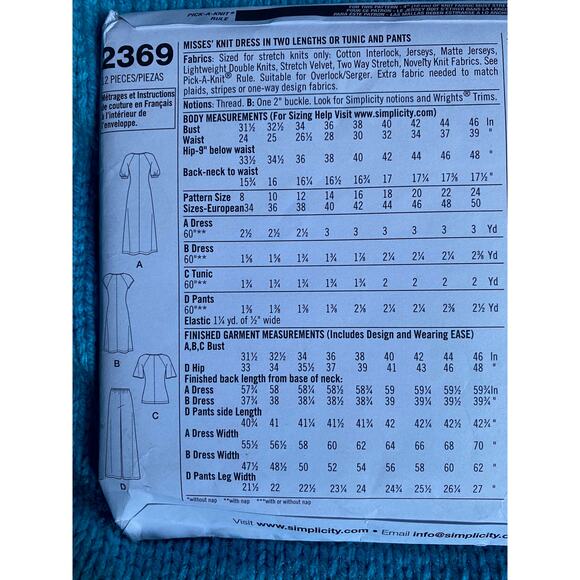 PICK-A-KNIT®
RULE
2369
12 PIECES/PIEZAS
Métrages et Instructions
de couture en Français
à l'intérieur de
l'enveloppe.
A
B
C
D
MISSES' KNIT DRESS IN TWO LENGTHS OR TUNIC AND PANTS
Fabrics: Sized for stretch knits only: Cotton Interlock, Jerseys, Matte Jerseys,
Lightweight Double Knits, Stretch Velvet, Two Way Stretch, Novelty Knit Fabrics. See
Pick-A-Knit® Rule. Suitable for Overlock/Serger. Extra fabric needed to match
plaids, stripes or one-way design fabrics.
Notions: Thread. B: One 2" buckle. Look for Simplicity notions and Wrights® Trims.
BODY MEASUREMENTS (For Sizing Help Visit www.simplicity.com)
Bust 31½ 32½ 34 36 38 40 42 44 46 In
Waist 24 25 26½ 28 30 32 34 37 39 "
Hip-9" below waist
33½ 34½ 36 38 40 42 44 46 48 "
Back-neck to waist
15¾ 16 16¼ 16½ 16¾ 17 17¼ 17⅜ 17½ "
Pattern Size 8 10 12 14 16 18 20 22 24
Sizes-European 34 36 38 40 42 44 46 48 50
A Dress
60"** 2½ 2½ 2½ 3 3 3 3 3 3 Yd
B Dress
60"** 1⅝ 1⅝ 1¾ 1¾ 1⅞ 2¼ 2¼ 2¼ 2⅜ Yd
C Tunic
60"** 1¾ 1¾ 1¾ 1¾ 1¾ 2 2 2 2 Yd
D Pants
60"** 1⅜ 1⅜ 1⅜ 1⅞ 2⅛ 2¼ 2¼ 2⅜ 2½ Yd
Elastic 1¼ yd. of ½" wide
FINISHED GARMENT MEASUREMENTS (Includes Design and Wearing EASE)
A,B,C Bust
31½ 32½ 34 36 38 40 42 44 46 In
D Hip 33 34 35½ 37 39 41 43 46 48 "
Finished back length from base of neck:
A Dress 57¾ 58 58¼ 58½ 58¾ 59 59¼ 59½ 59¾ In
B Dress 37¾ 38 38¼ 38½ 38¾ 39 39¼ 39½ 39¾ "
D Pants side Length
40¾ 41 41¼ 41½ 41¾ 42 42¼ 42½ 42¾ "
A Dress Width
55½ 56½ 58 60 62 64 66 68 70 "
B Dress Width
47½ 48½ 50 52 54 56 58 60 62 "
D Pants Leg Width
21½ 22 22½ 23¼ 24 24¾ 25½ 26¼ 27 "
*without nap **with nap ***with or without nap
Visit www.simplicity.com • Email info@simplicity.c